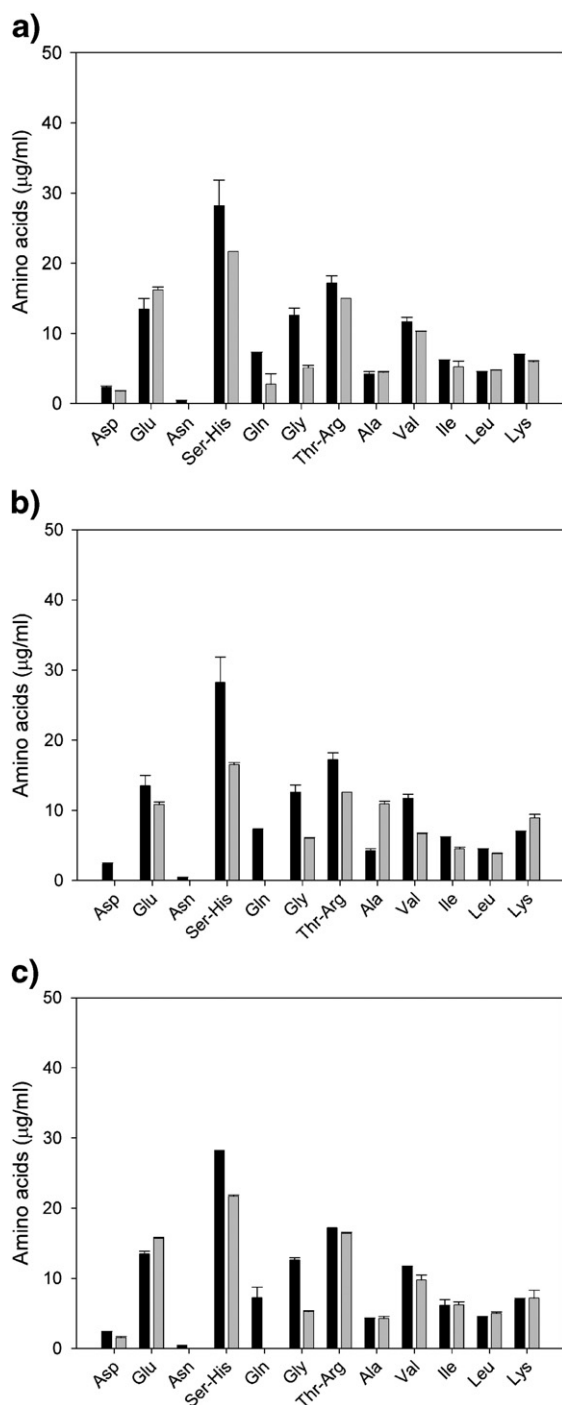 a)
50
40
30
20
10
0
Amino acids (μg/ml)
Asp Glu Asn Ser-His Gln Gly Thr-Arg Ala Val Ile Leu Lys
b)
50
40
30
20
10
0
Amino acids (μg/ml)
Asp Glu Asn Ser-His Gln Gly Thr-Arg Ala Val Ile Leu Lys
c)
50
40
30
20
10
0
Amino acids (μg/ml)
Asp Glu Asn Ser-His Gln Gly Thr-Arg Ala Val Ile Leu Lys